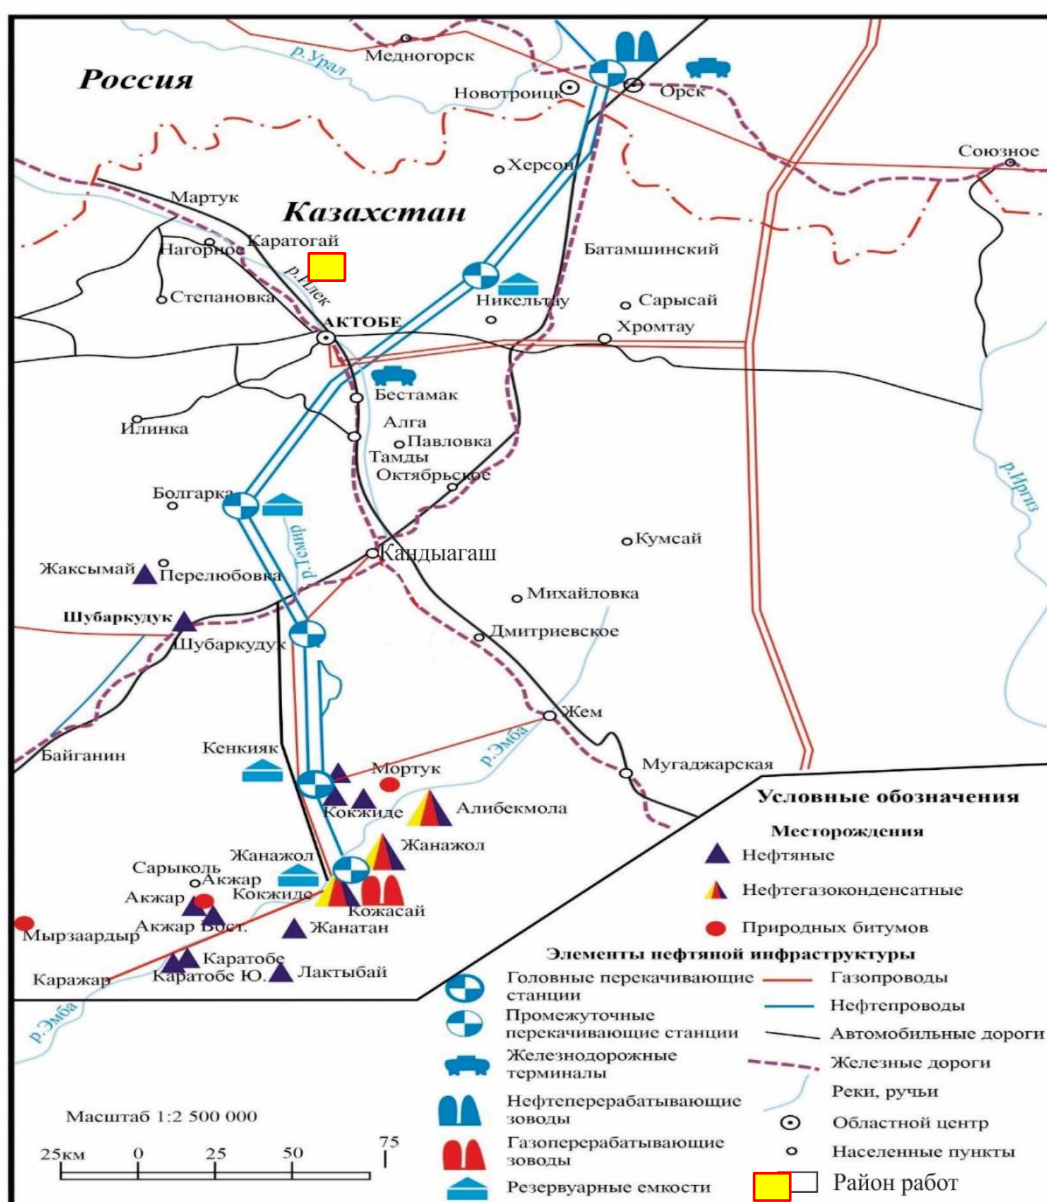 Медногорск
р.Урал
Россия
Новотроицк
Орск
Союзное
Херсон
Мартук
Казахстан
Нагорное
Каратогай
Батамшинский
р.Илек
Степановка
Никельтау
Сарысай
АКТОБЕ
Хромтау
Бестамак
Илинка
Алга
Павловка
Тамды
Октябрьское
р.Иргиз
Болгарка
р.Темир
Кандыагаш
Кумсай
Жаксымай
Перелюбовка
Михайловка
Шубаркудук
Шубаркудук
Дмитриевское
Жем
Байганин
Кенкияк
р.Эмба
Мугаджарская
Мортук
Кокжиде
Алибекмола
Жанажол
Жанажол
Сарыколь
Акжар
Акжар
Кокжиде
Кожасай
Акжар Вост.
Жанатан
Мырзаардыр
Каратобе
Каражар
Каратобе Ю.
Лактыбай
р.Эмба
Условные обозначения
Месторождения
Нефтяные
Нефтегазоконденсатные
Природных битумов
Элементы нефтяной инфраструктуры
Головные перекачивающие
станции
Промежуточные
перекачивающие станции
Железнодорожные
терминалы
Нефтеперерабатывающие
зоводы
Газоперерабатывающие
зоводы
Резервуарные емкости
Газопроводы
Нефтепроводы
Автомобильные дороги
Железные дороги
Реки, ручьи
Областной центр
Населенные пункты
Район работ
Масштаб 1:2 500 000
25км 0 25 50 75